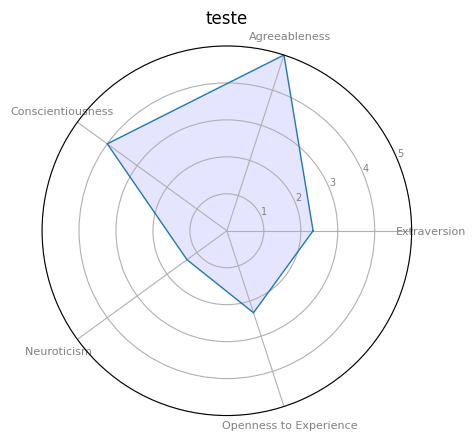 teste
Agreeableness
Conscientiousness
5
4
3
2
1
Extraversion
Neuroticism
Openness to Experience